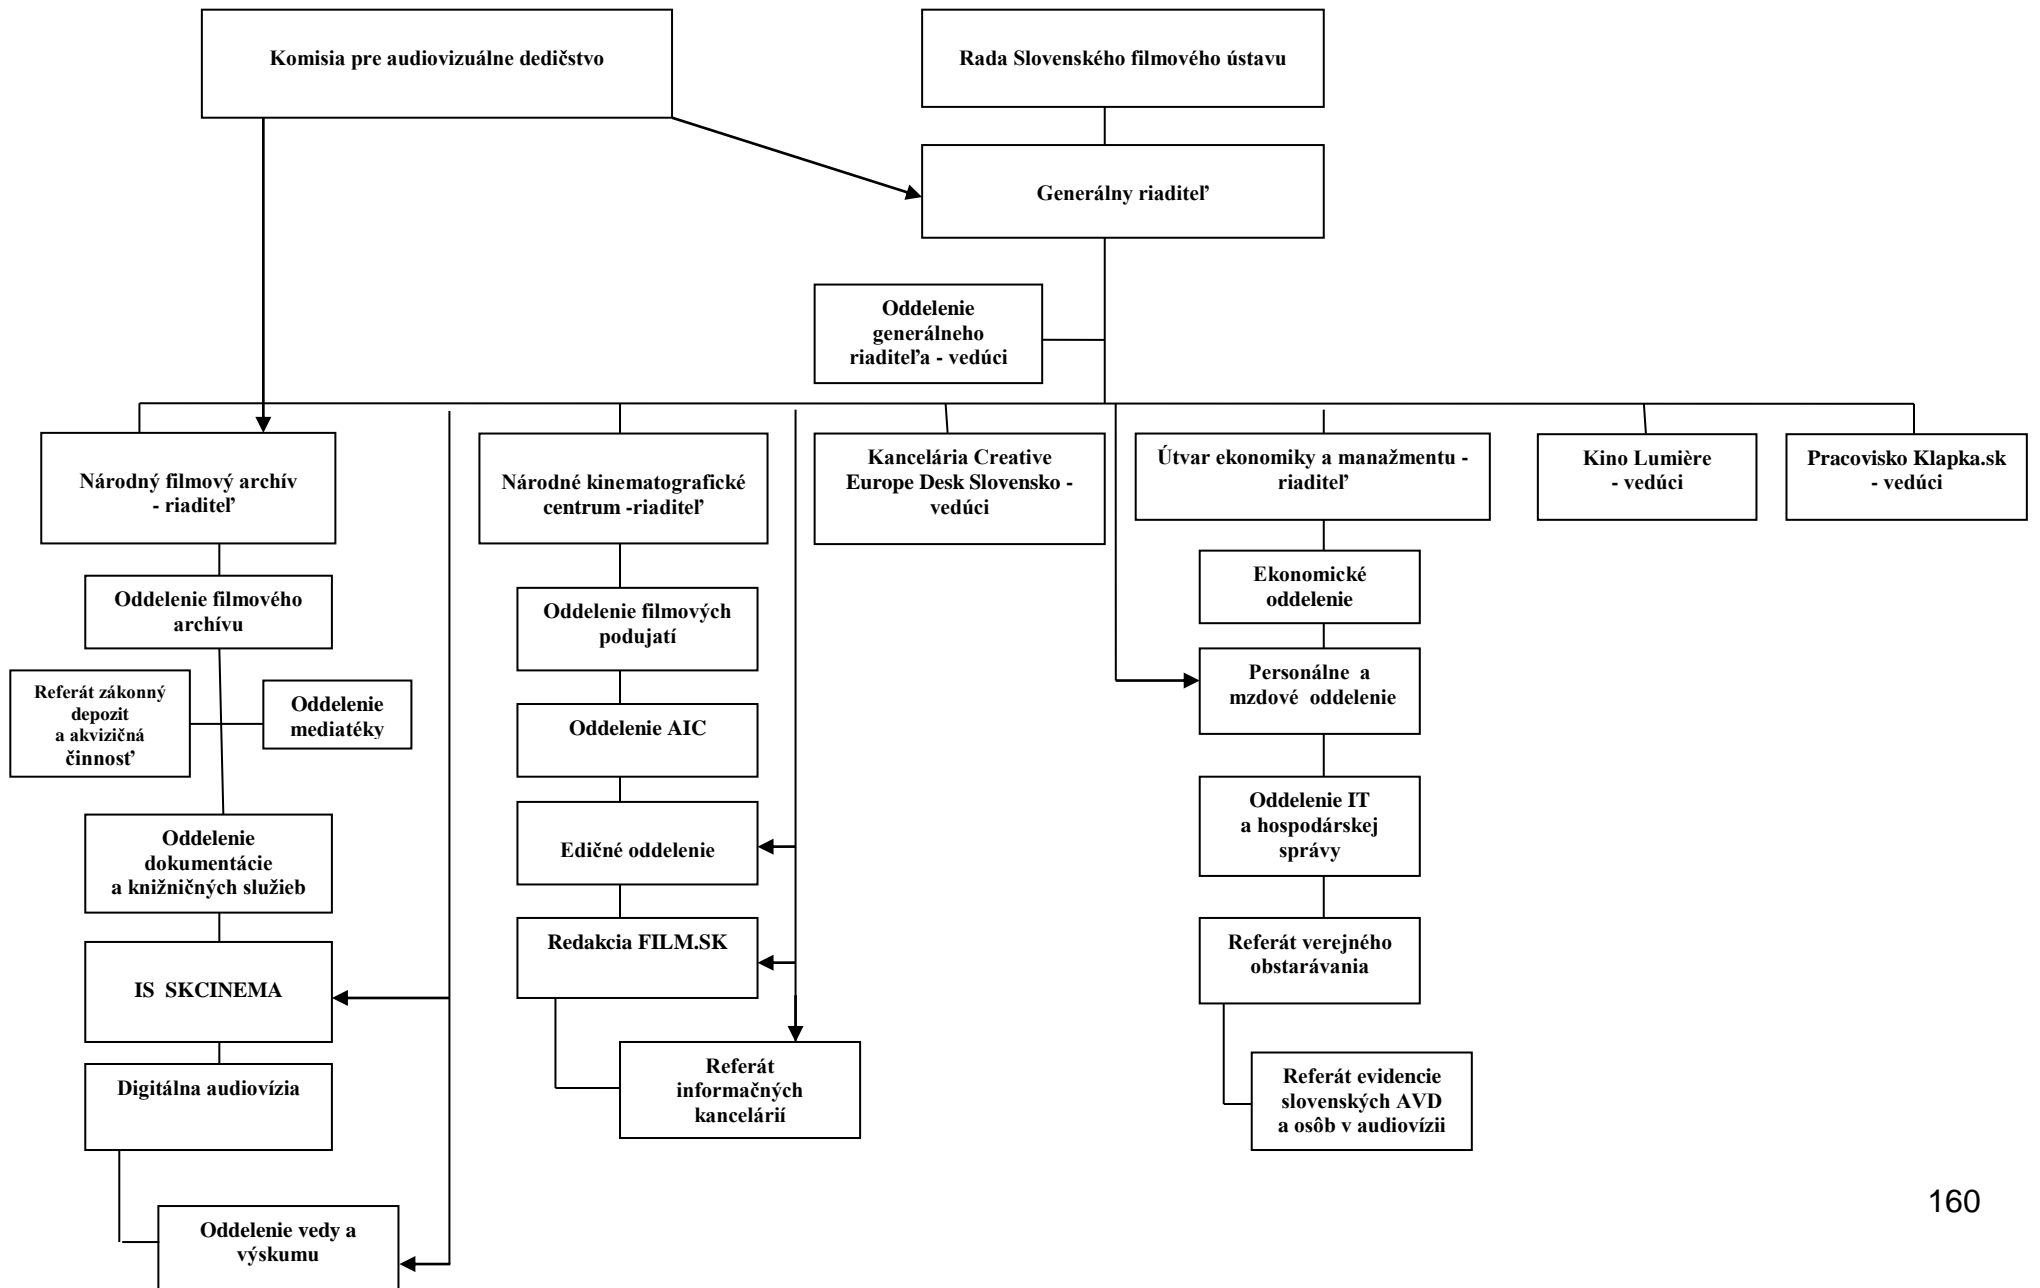 Komisia pre audiovizuálne dedičstvo
Rada Slovenského filmového ústavu
Generálny riaditeľ
Oddelenie
generálneho
riaditeľa - vedúci
Národný filmový archív
- riaditeľ
Národné kinematografické
centrum -riaditeľ
Kancelária Creative
Europe Desk Slovensko -
vedúci
Útvar ekonomiky a manažmentu -
riaditeľ
Kino Lumière
- vedúci
Pracovisko Klapka.sk
- vedúci
Oddelenie filmového
archívu
Referát zákonný
depozit
a akvizičná
činnosť
Oddelenie
mediatéky
Oddelenie
dokumentácie
a knižničných služieb
IS  SKCINEMA
Digitálna audiovízia
Oddelenie vedy a
výskumu
Oddelenie filmových
podujatí
Oddelenie AIC
Edičné oddelenie
Redakcia FILM.SK
Referát
informačných
kancelárií
Ekonomické
oddelenie
Personálne  a
mzdové  oddelenie
Oddelenie IT
a hospodárskej
správy
Referát verejného
obstarávania
Referát evidencie
slovenských AVD
a osôb v audiovízii
160